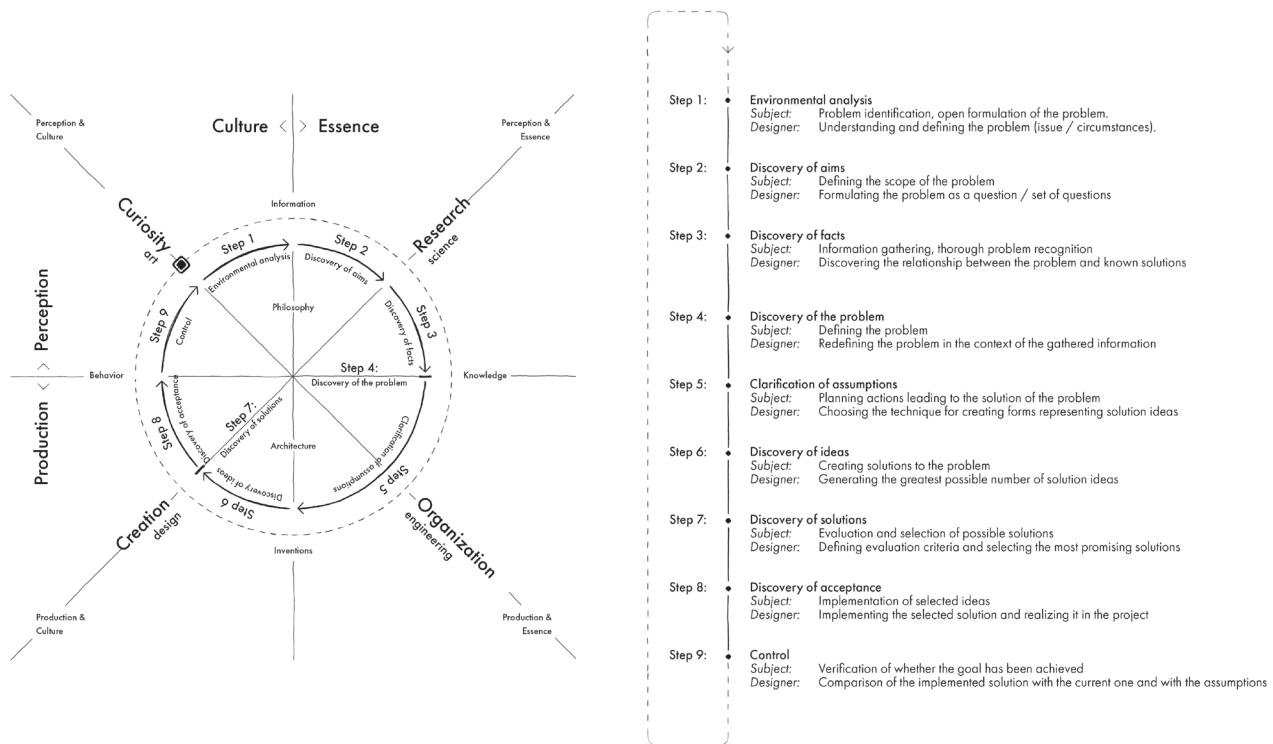 Culture < > Essence
Perception &
Culture
Perception &
Essence
Information
Curiosity
art
Research
science
Step 1
Environmental analysis
Step 2
Discovery of aims
Philosophy
Step 3
Discovery of facts
Step 9
Control
Production < > Perception
Behavior
Knowledge
Step 4:
Discovery of the problem
Step 7:
Discovery of solutions
Step 8
Discovery of acceptance
Architecture
Clarification of assumptions
Step 5
Discovery of ideas
Step 6
Creation
design
Organization
engineering
Inventions
Production &
Culture
Production &
Essence
Step 1: Environmental analysis
Subject: Problem identification, open formulation of the problem.
Designer: Understanding and defining the problem (issue / circumstances).
Step 2: Discovery of aims
Subject: Defining the scope of the problem
Designer: Formulating the problem as a question / set of questions
Step 3: Discovery of facts
Subject: Information gathering, thorough problem recognition
Designer: Discovering the relationship between the problem and known solutions
Step 4: Discovery of the problem
Subject: Defining the problem
Designer: Redefining the problem in the context of the gathered information
Step 5: Clarification of assumptions
Subject: Planning actions leading to the solution of the problem
Designer: Choosing the technique for creating forms representing solution ideas
Step 6: Discovery of ideas
Subject: Creating solutions to the problem
Designer: Generating the greatest possible number of solution ideas
Step 7: Discovery of solutions
Subject: Evaluation and selection of possible solutions
Designer: Defining evaluation criteria and selecting the most promising solutions
Step 8: Discovery of acceptance
Subject: Implementation of selected ideas
Designer: Implementing the selected solution and realizing it in the project
Step 9: Control
Subject: Verification of whether the goal has been achieved
Designer: Comparison of the implemented solution with the current one and with the assumptions